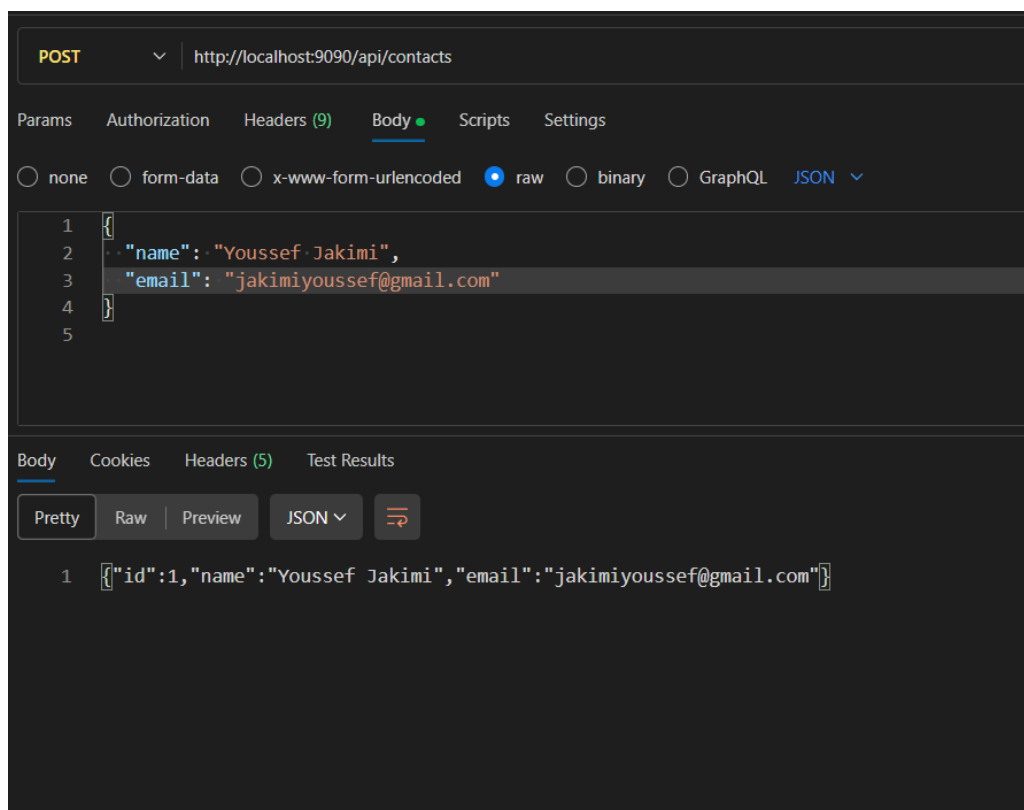 POST http://localhost:9090/api/contacts
Params Authorization Headers (9) Body Scripts Settings
none form-data x-www-form-urlencoded raw binary GraphQL JSON
1 {
2 "name": "Youssef Jakimi",
3 "email": "jakimiyoussef@gmail.com"
4 }
5
Body Cookies Headers (5) Test Results
Pretty Raw Preview JSON
1 {"id":1,"name":"Youssef Jakimi","email":"jakimiyoussef@gmail.com"}